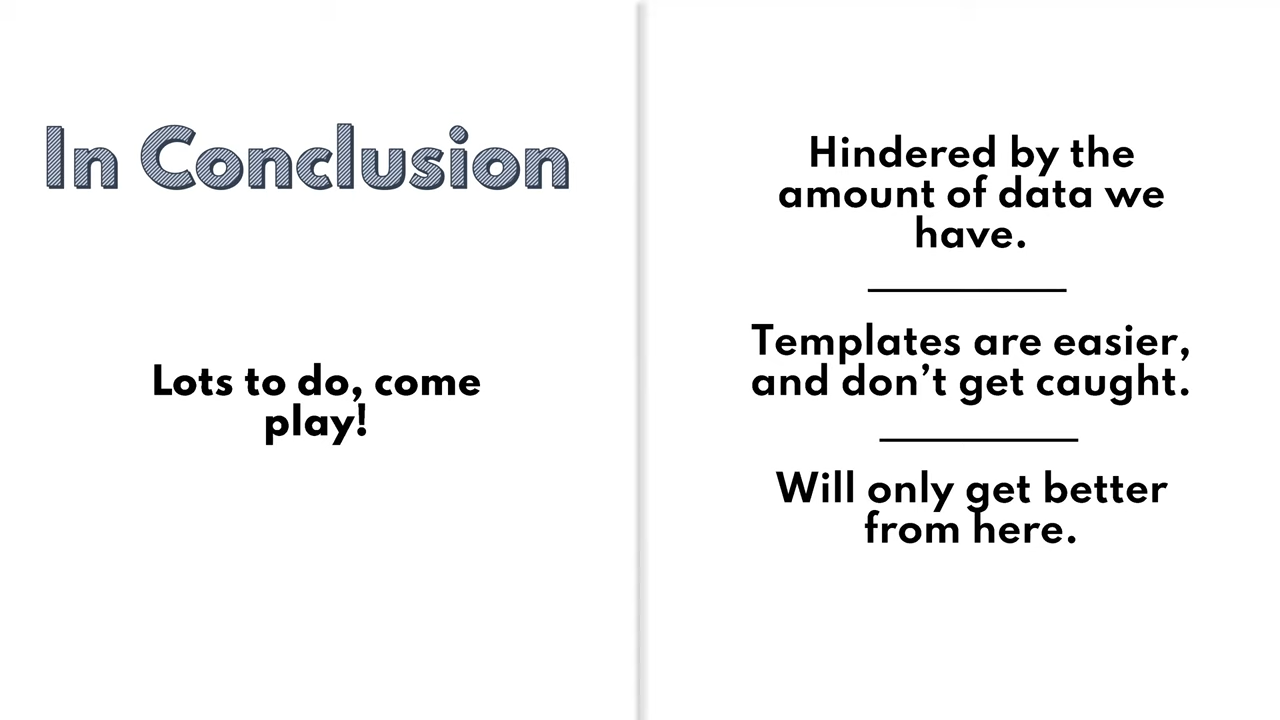 In Conclusion
Lots to do, come
play!
Hindered by the
amount of data we
have.
Templates are easier,
and don’t get caught.
Will only get better
from here.